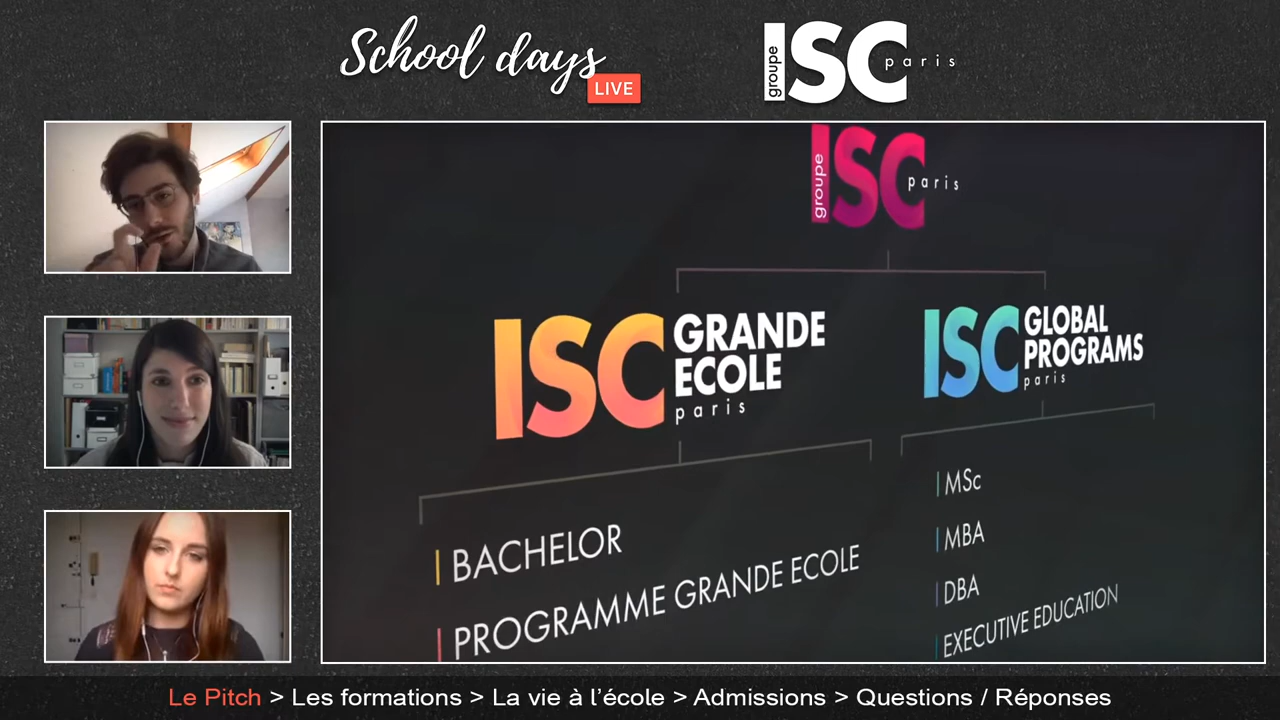 School days
LIVE
groupe ISC paris
groupe ISC paris
ISC GRANDE ECOLE paris
ISC GLOBAL PROGRAMS paris
BACHELOR
PROGRAMME GRANDE ECOLE
MSc
MBA
DBA
EXECUTIVE EDUCATION
Le Pitch > Les formations > La vie à l’école > Admissions > Questions / Réponses